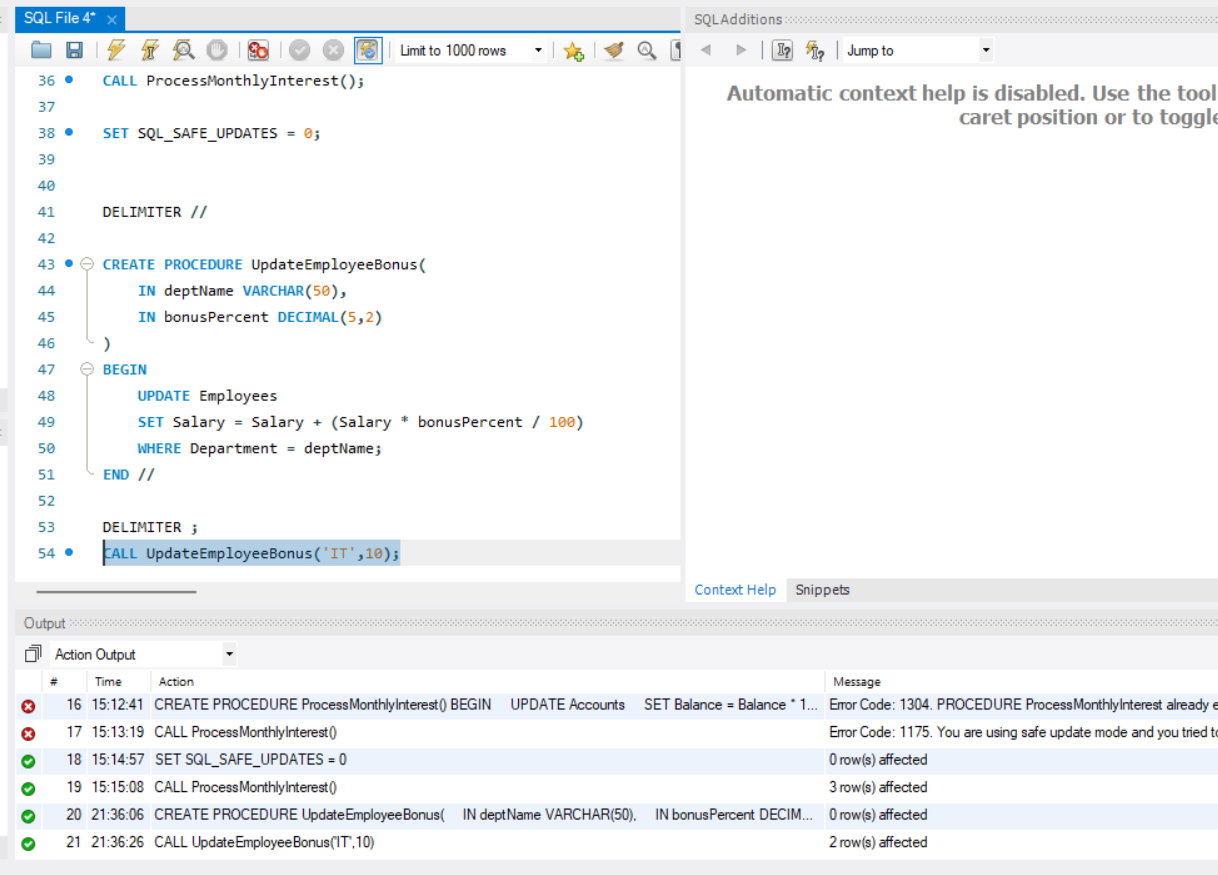 SQL File 4*
SQLAdditions
Limit to 1000 rows
Jump to
36 CALL ProcessMonthlyInterest();
37
38 SET SQL_SAFE_UPDATES = 0;
39
40
41 DELIMITER //
42
43 CREATE PROCEDURE UpdateEmployeeBonus(
44 IN deptName VARCHAR(50),
45 IN bonusPercent DECIMAL(5,2)
46 )
47 BEGIN
48 UPDATE Employees
49 SET Salary = Salary + (Salary * bonusPercent / 100)
50 WHERE Department = deptName;
51 END //
52
53 DELIMITER ;
54 CALL UpdateEmployeeBonus('IT',10);
Automatic context help is disabled. Use the tool
caret position or to toggle
Context Help Snippets
Output
Action Output
# Time Action Message
16 15:12:41 CREATE PROCEDURE ProcessMonthlyInterest() BEGIN UPDATE Accounts SET Balance = Balance * 1... Error Code: 1304. PROCEDURE ProcessMonthlyInterest already e
17 15:13:19 CALL ProcessMonthlyInterest() Error Code: 1175. You are using safe update mode and you tried to
18 15:14:57 SET SQL_SAFE_UPDATES = 0 0 row(s) affected
19 15:15:08 CALL ProcessMonthlyInterest() 3 row(s) affected
20 21:36:06 CREATE PROCEDURE UpdateEmployeeBonus( IN deptName VARCHAR(50), IN bonusPercent DECIM... 0 row(s) affected
21 21:36:26 CALL UpdateEmployeeBonus('IT',10) 2 row(s) affected